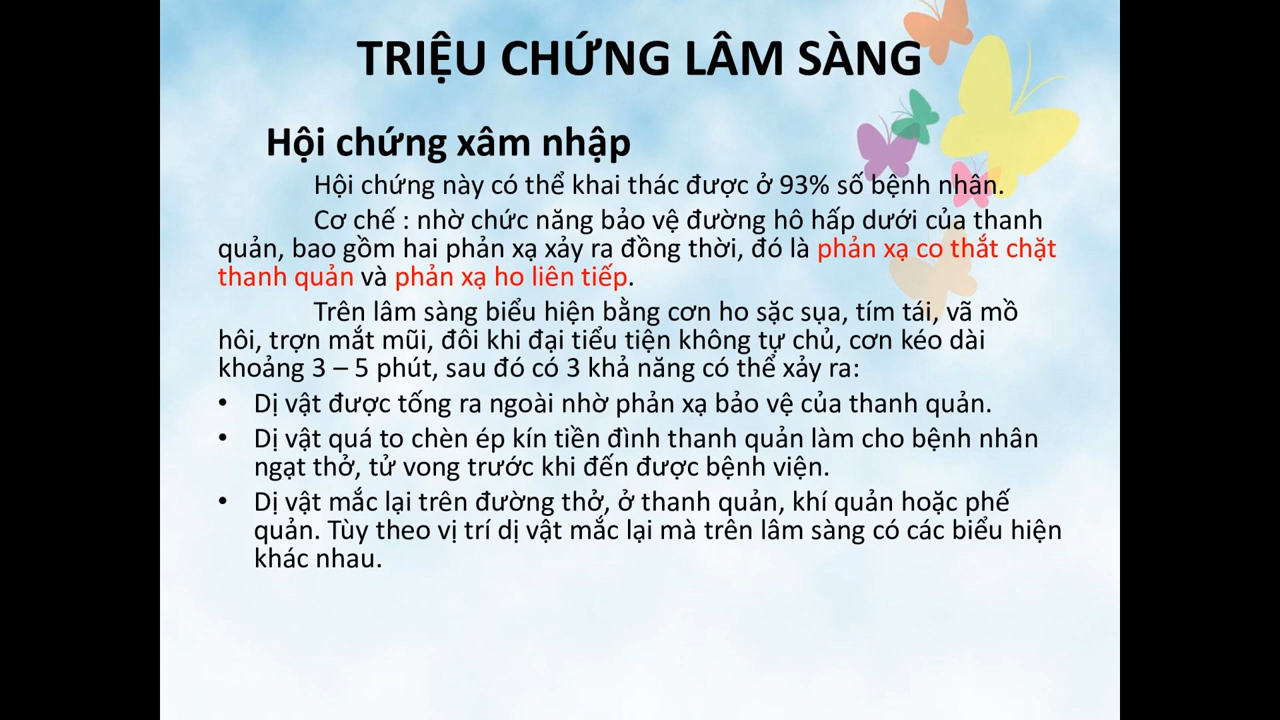 TRIỆU CHỨNG LÂM SÀNG
Hội chứng xâm nhập
Hội chứng này có thể khai thác được ở 93% số bệnh nhân.
Cơ chế : nhờ chức năng bảo vệ đường hô hấp dưới của thanh
quản, bao gồm hai phản xạ xảy ra đồng thời, đó là phản xạ co thắt chặt
thanh quản và phản xạ ho liên tiếp.
Trên lâm sàng biểu hiện bằng cơn ho sặc sụa, tím tái, vã mồ
hôi, trợn mắt mũi, đôi khi đại tiểu tiện không tự chủ, cơn kéo dài
khoảng 3 – 5 phút, sau đó có 3 khả năng có thể xảy ra:
• Dị vật được tống ra ngoài nhờ phản xạ bảo vệ của thanh quản.
• Dị vật quá to chèn ép kín tiền đình thanh quản làm cho bệnh nhân
ngạt thở, tử vong trước khi đến được bệnh viện.
• Dị vật mắc lại trên đường thở, ở thanh quản, khí quản hoặc phế
quản. Tùy theo vị trí dị vật mắc lại mà trên lâm sàng có các biểu hiện
khác nhau.